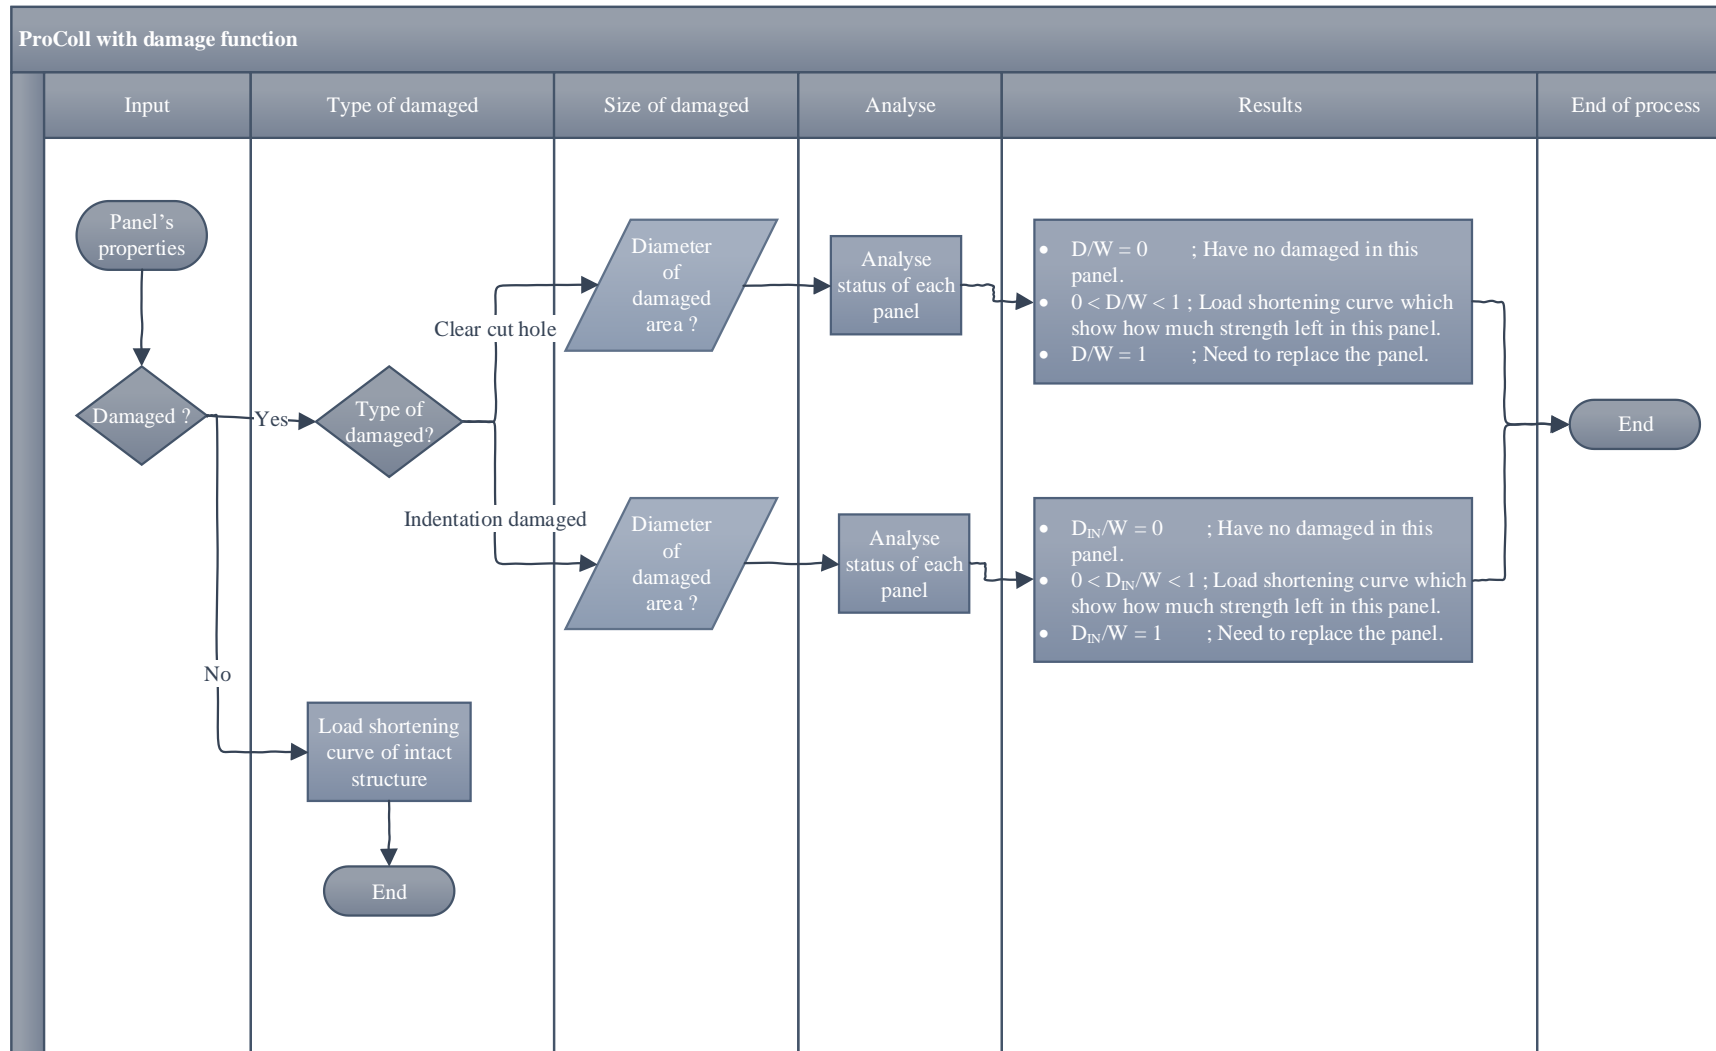 ProColl with damage function
Input
Type of damaged
Size of damaged
Analyse
Results
End of process
Panel’s
properties
Damaged ?
Yes
No
Type of
damaged?
Clear cut hole
Indentation damaged
Diameter
of
damaged
area ?
Analyse
status of each
panel
• D/W = 0 ; Have no damaged in this
panel.
• 0 < D/W < 1 ; Load shortening curve which
show how much strength left in this panel.
• D/W = 1 ; Need to replace the panel.
End
Diameter
of
damaged
area ?
Analyse
status of each
panel
• D_IN/W = 0 ; Have no damaged in this
panel.
• 0 < D_IN/W < 1 ; Load shortening curve which
show how much strength left in this panel.
• D_IN/W = 1 ; Need to replace the panel.
Load shortening
curve of intact
structure
End